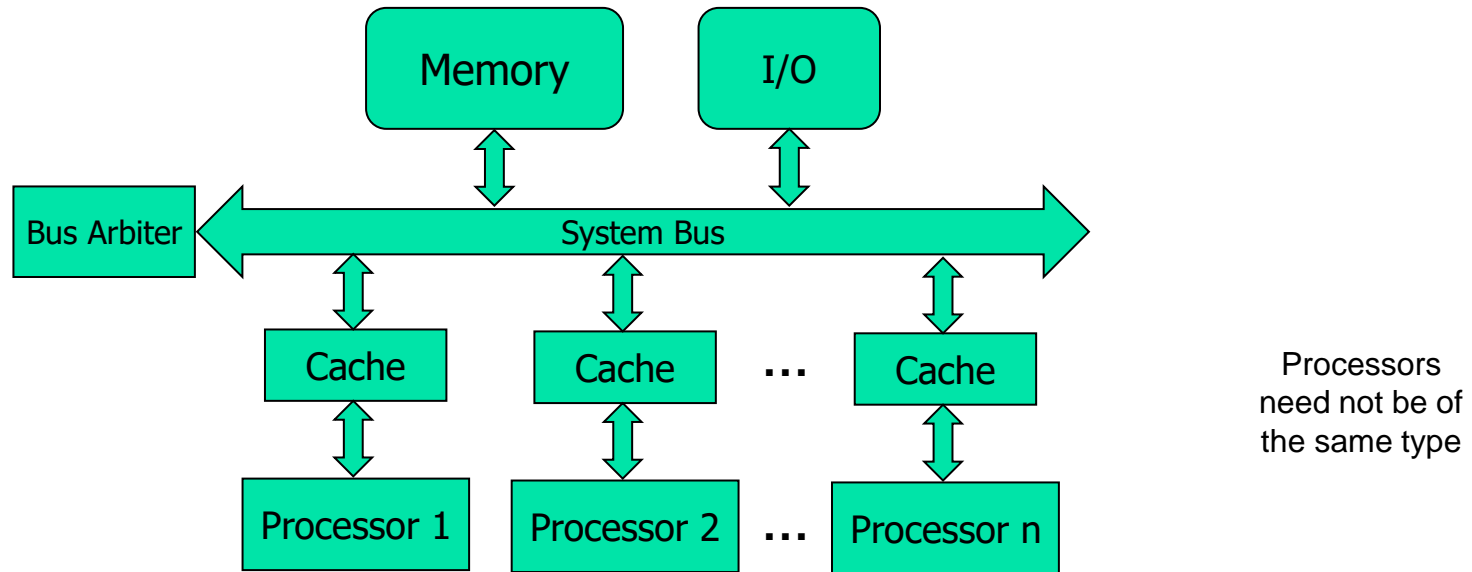 Memory
I/O
Bus Arbiter
System Bus
Cache
Cache
...
Cache
Processors
need not be of
the same type
Processor 1
Processor 2
...
Processor n